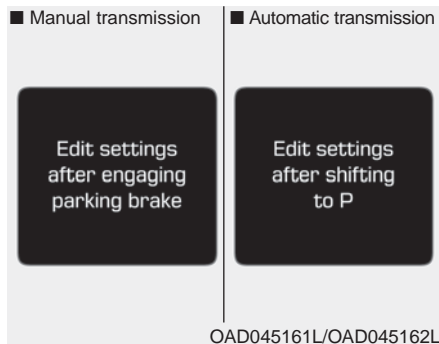 ■ Manual transmission
Edit settings
after engaging
parking brake
■ Automatic transmission
Edit settings
after shifting
to P
OAD045161L/OAD045162L